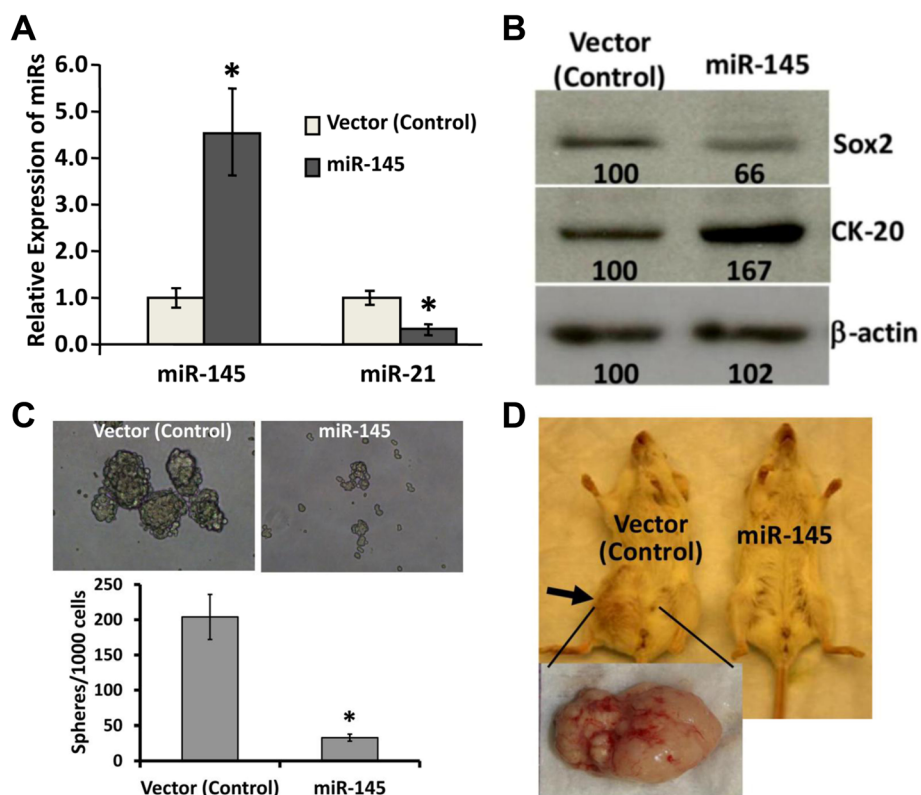 A
Relative Expression of miRs
6.0
5.0
4.0
3.0
2.0
1.0
0.0
*
*
Vector (Control)
miR-145
miR-145
miR-21
B
Vector
(Control)
miR-145
100
66
Sox2
100
167
CK-20
100
102
β-actin
C
Vector (Control)
miR-145
Spheres/1000 cells
250
200
150
100
50
0
*
Vector (Control)
miR-145
D
Vector
(Control)
miR-145